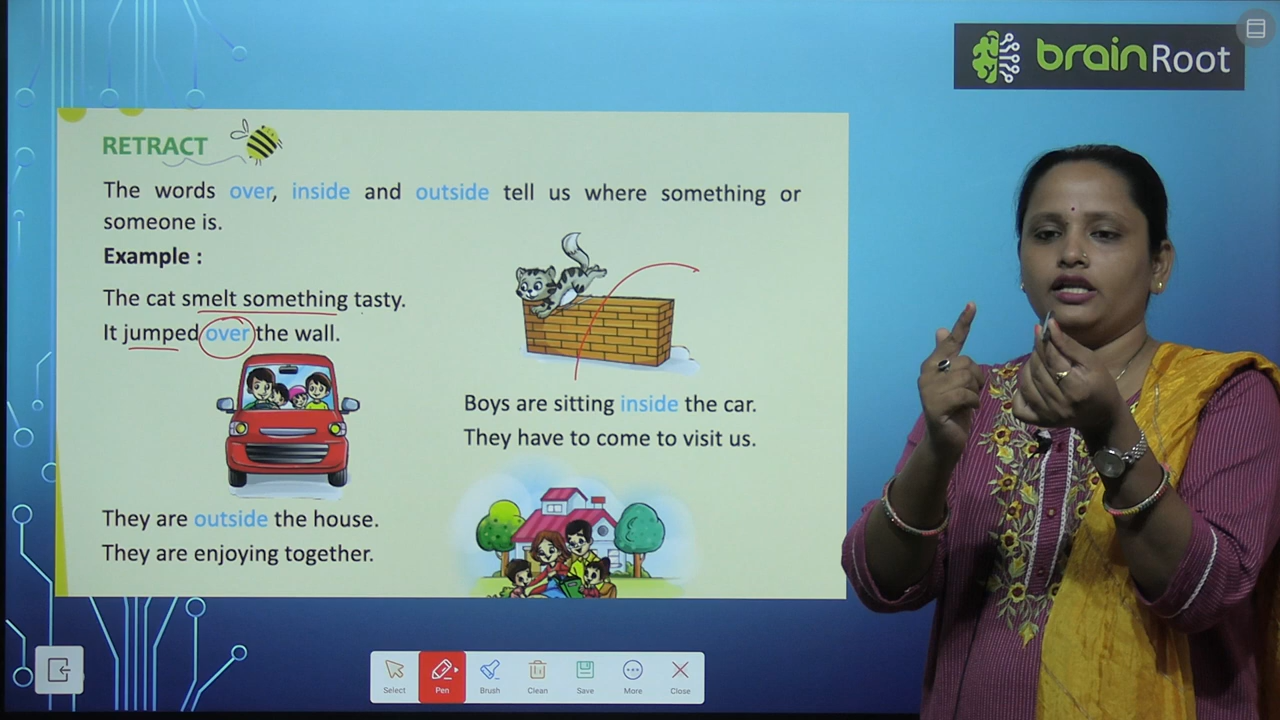 brainRoot
RETRACT
The words over, inside and outside tell us where something or
someone is.
Example :
The cat smelt something tasty.
It jumped over the wall.
Boys are sitting inside the car.
They have to come to visit us.
They are outside the house.
They are enjoying together.
Select Pen Brush Clean Save More Close